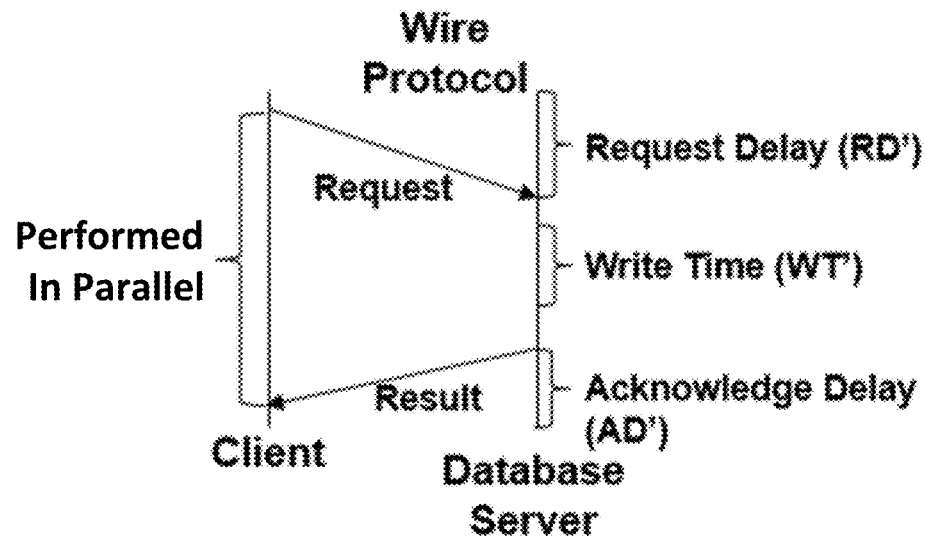 Wire
Protocol
Request Delay (RD')
Request
Performed
In Parallel
Write Time (WT')
Result
Acknowledge Delay
(AD')
Client
Database
Server